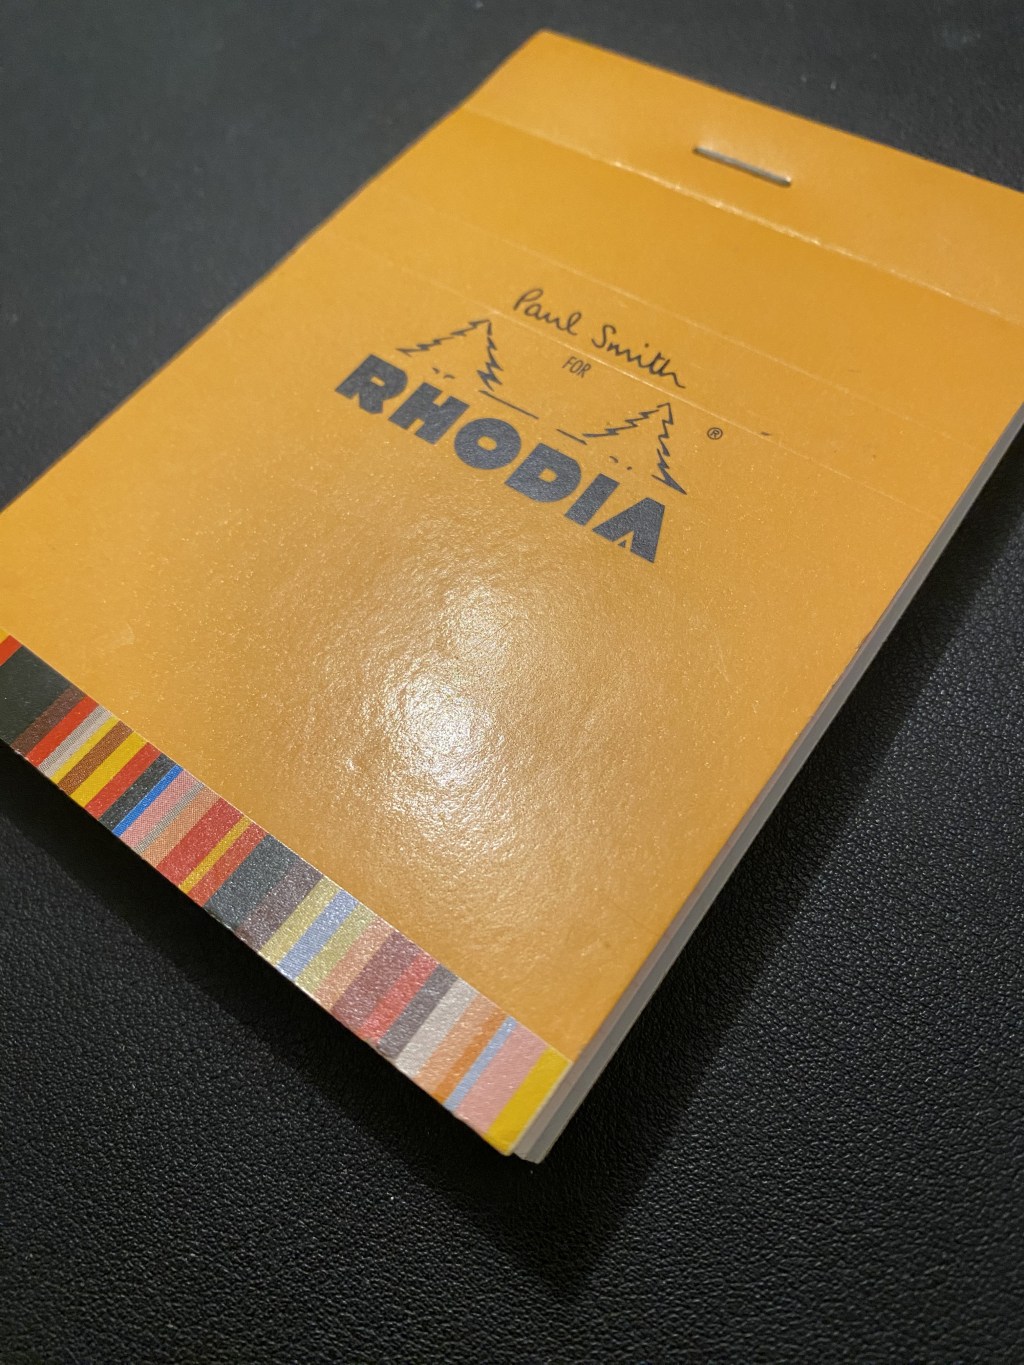 Paul Smith
FOR
RHODIA ®